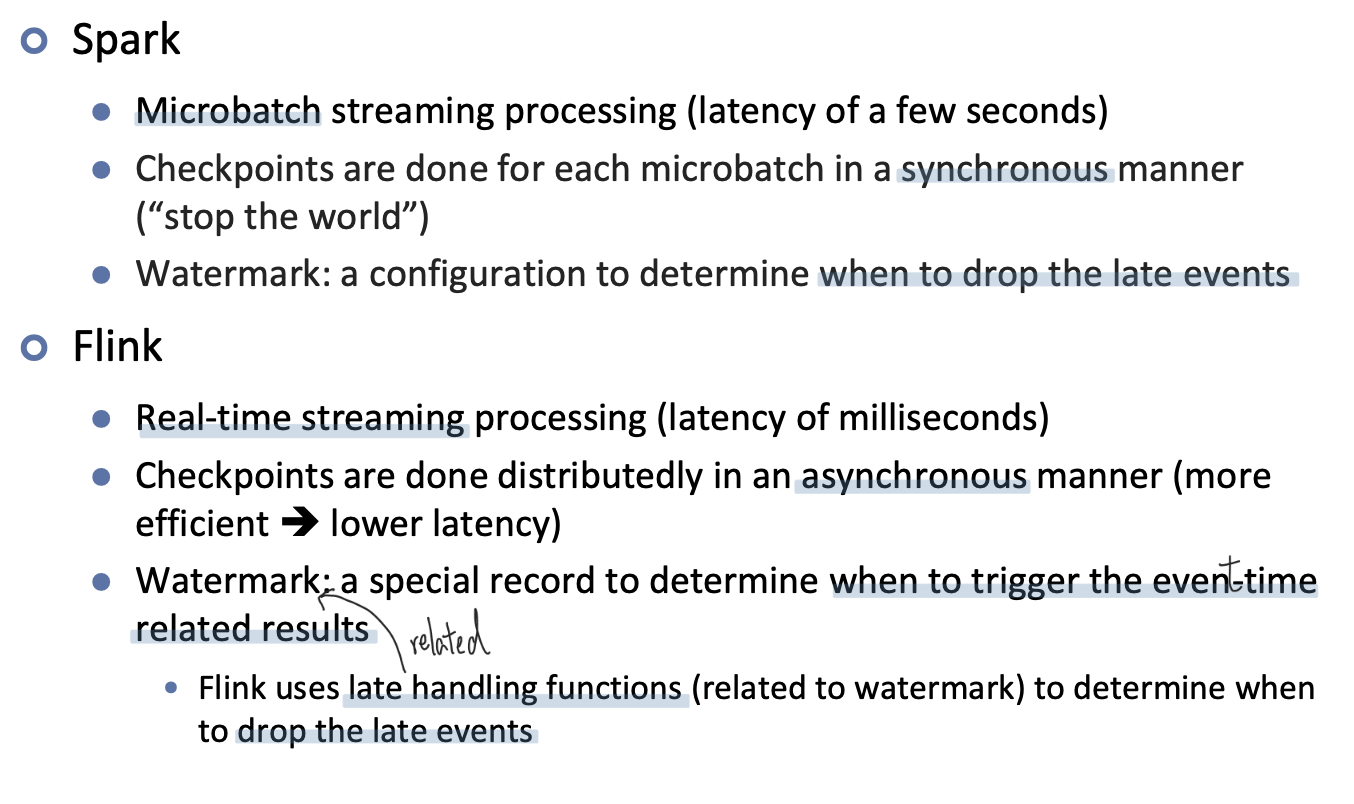 Spark
Microbatch streaming processing (latency of a few seconds)
Checkpoints are done for each microbatch in a synchronous manner
(“stop the world”)
Watermark: a configuration to determine when to drop the late events
Flink
Real-time streaming processing (latency of milliseconds)
Checkpoints are done distributedly in an asynchronous manner (more
efficient ➔ lower latency)
Watermark: a special record to determine when to trigger the event-time
related results
related
Flink uses late handling functions (related to watermark) to determine when
to drop the late events